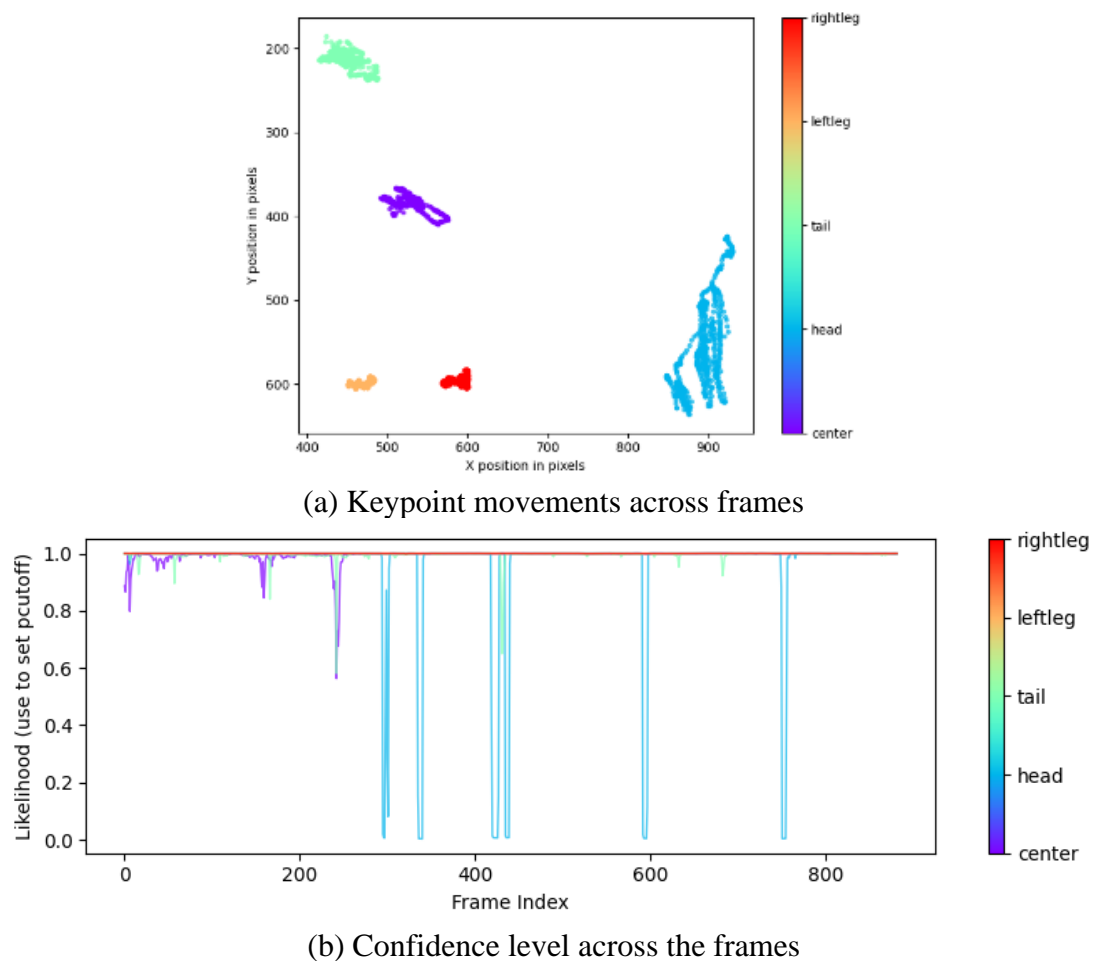 rightleg
200
leftleg
300
Y position in pixels
400
tail
500
head
600
center
400 500 600 700 800 900
X position in pixels
(a) Keypoint movements across frames
1.0
rightleg
0.8
leftleg
Likelihood (use to set pcutoff)
0.6
tail
0.4
0.2
head
0.0
center
0 200 400 600 800
Frame Index
(b) Confidence level across the frames